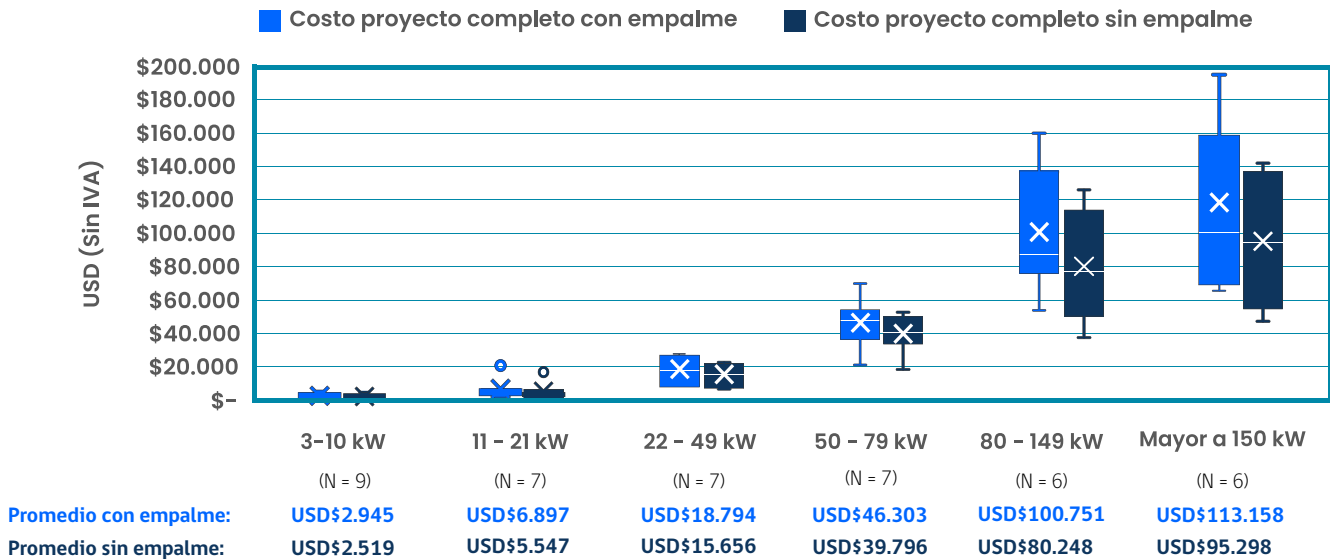 Costo proyecto completo con empalme Costo proyecto completo sin empalme
USD (Sin IVA)
$200.000
$180.000
$160.000
$140.000
$120.000
$100.000
$80.000
$60.000
$40.000
$20.000
$-
3-10 kW 11 - 21 kW 22 - 49 kW 50 - 79 kW 80 - 149 kW Mayor a 150 kW
(N = 9) (N = 7) (N = 7) (N = 7) (N = 6) (N = 6)
Promedio con empalme: USD$2.945 USD$6.897 USD$18.794 USD$46.303 USD$100.751 USD$113.158
Promedio sin empalme: USD$2.519 USD$5.547 USD$15.656 USD$39.796 USD$80.248 USD$95.298